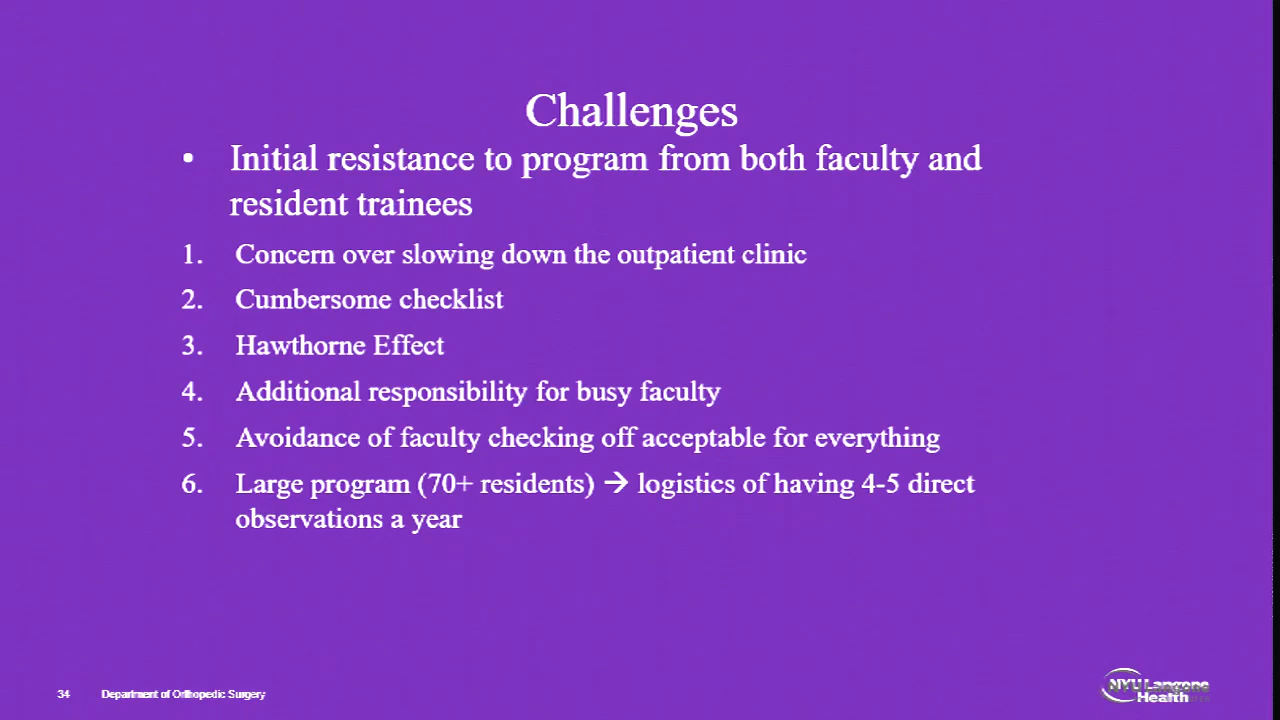 Challenges
• Initial resistance to program from both faculty and
resident trainees
1. Concern over slowing down the outpatient clinic
2. Cumbersome checklist
3. Hawthorne Effect
4. Additional responsibility for busy faculty
5. Avoidance of faculty checking off acceptable for everything
6. Large program (70+ residents) → logistics of having 4-5 direct
observations a year
34 Department of Orthopedic Surgery
NYU Langone
Health